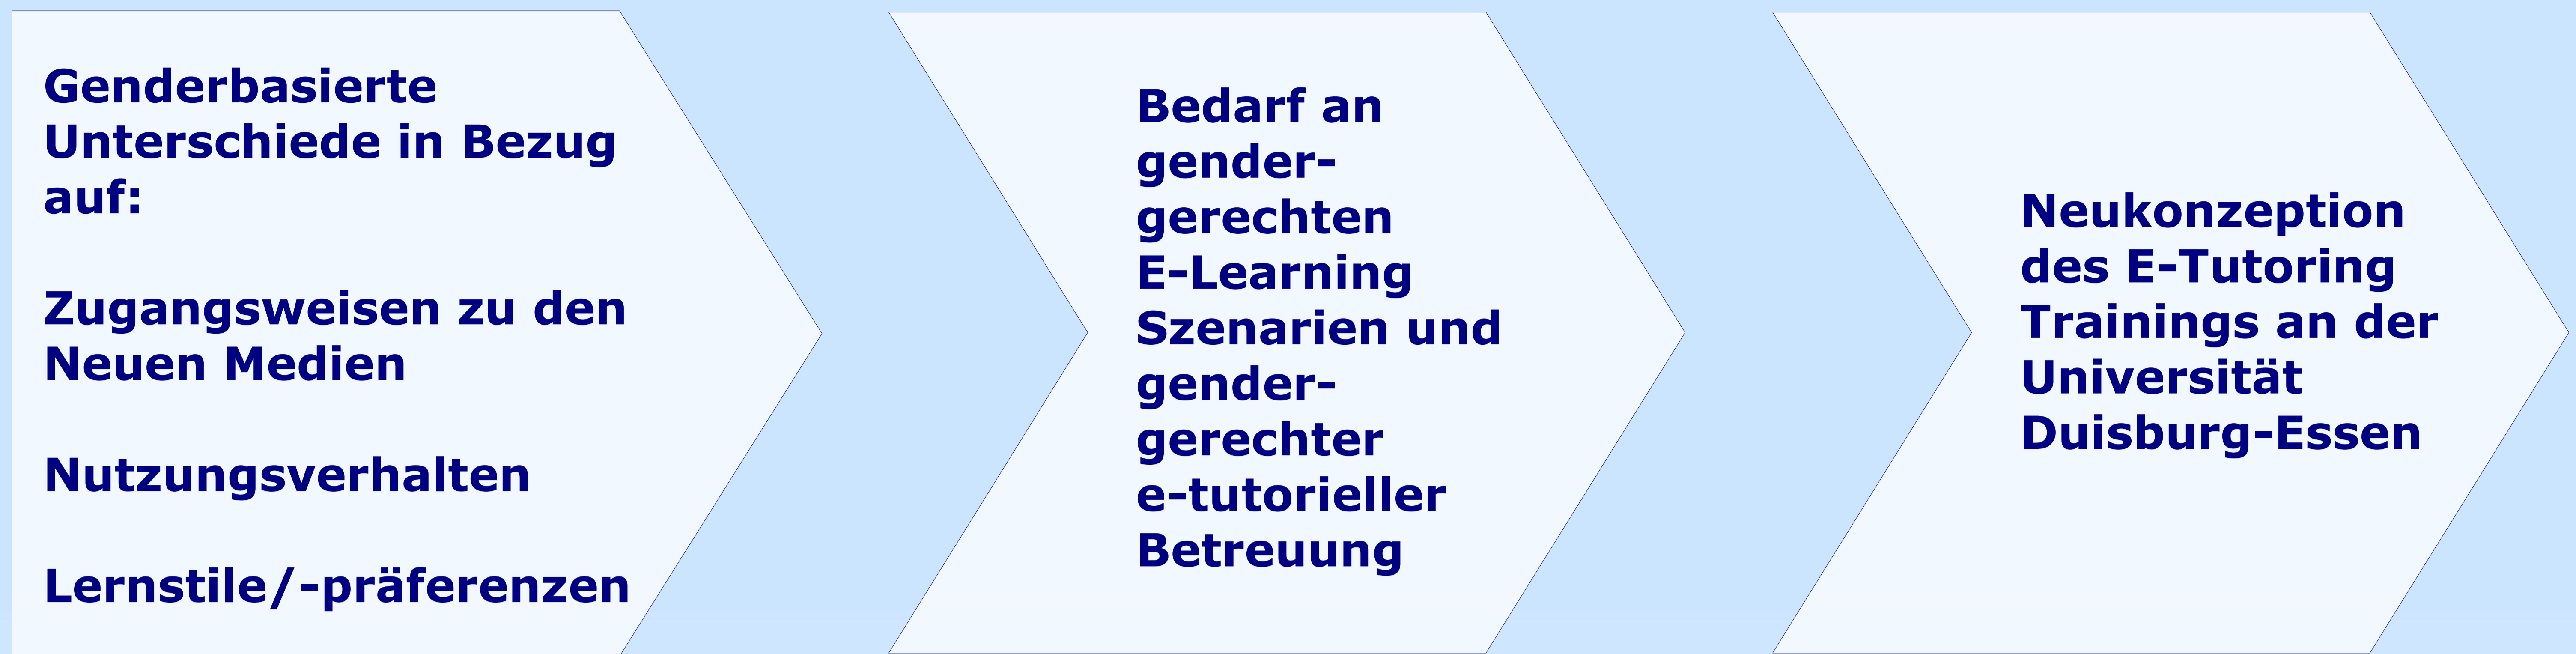 Genderbasierte
Unterschiede in Bezug
auf:
Zugangsweisen zu den
Neuen Medien
Nutzungsverhalten
Lernstile/-präferenzen
Bedarf an
gender-
gerechten
E-Learning
Szenarien und
gender-
gerechter
e-tutorieller
Betreuung
Neukonzeption
des E-Tutoring
Trainings an der
Universität
Duisburg-Essen